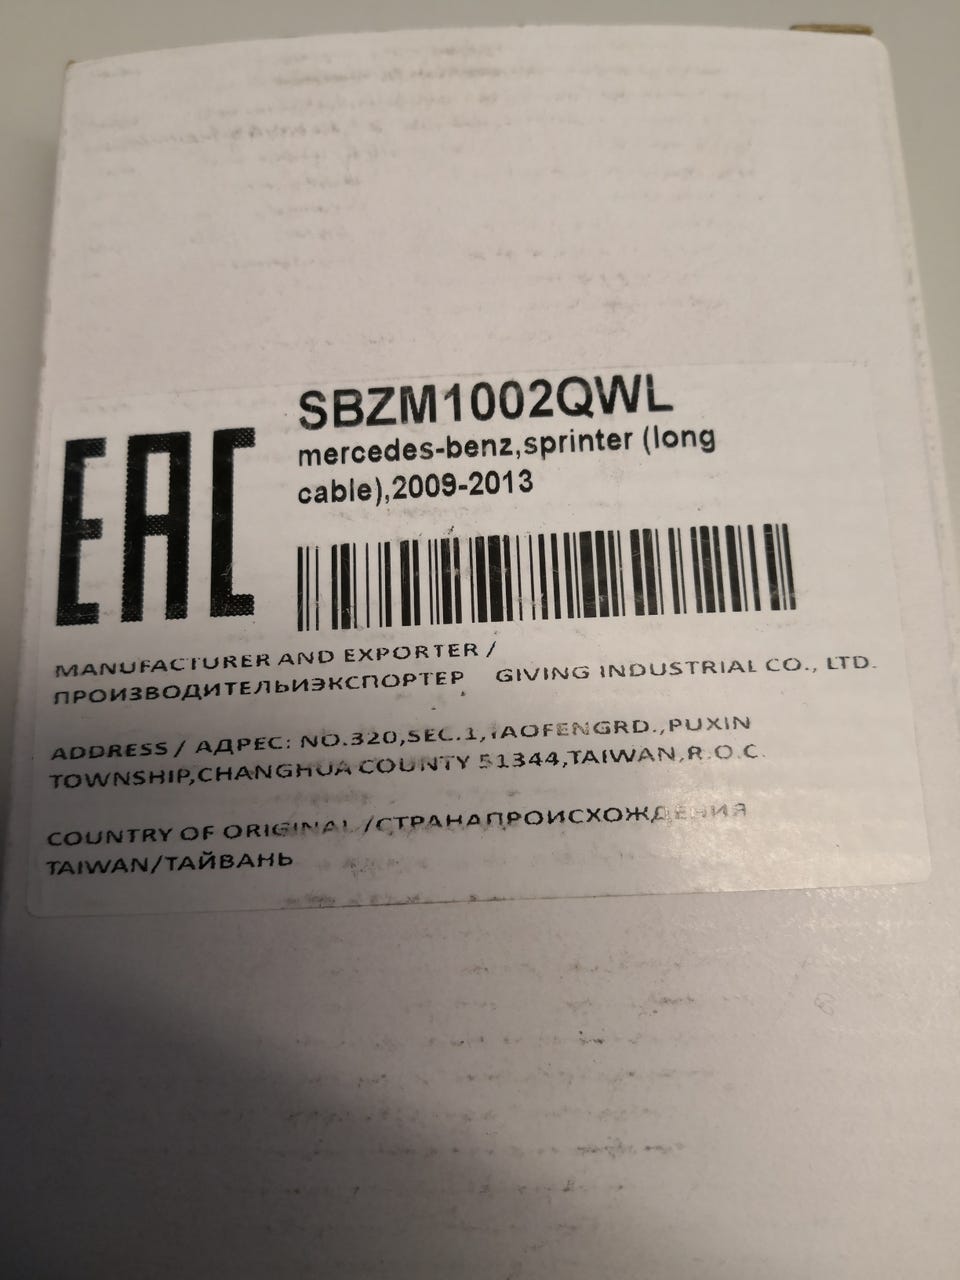 EAC
SBZM1002QWL
mercedes-benz,sprinter (long
cable),2009-2013
MANUFACTURER AND EXPORTER /
ПРОИЗВОДИТЕЛЬИЭКСПОРТЕР GIVING INDUSTRIAL CO., LTD.
ADDRESS / АДРЕС: NO.320,SEC.1,YAOFENGRD.,PUXIN
TOWNSHIP,CHANGHUA COUNTY 51344,TAIWAN,R.O.C.
COUNTRY OF ORIGINAL /СТРАНАПРОИСХОЖДЕНИЯ
TAIWAN/ТАЙВАНЬ